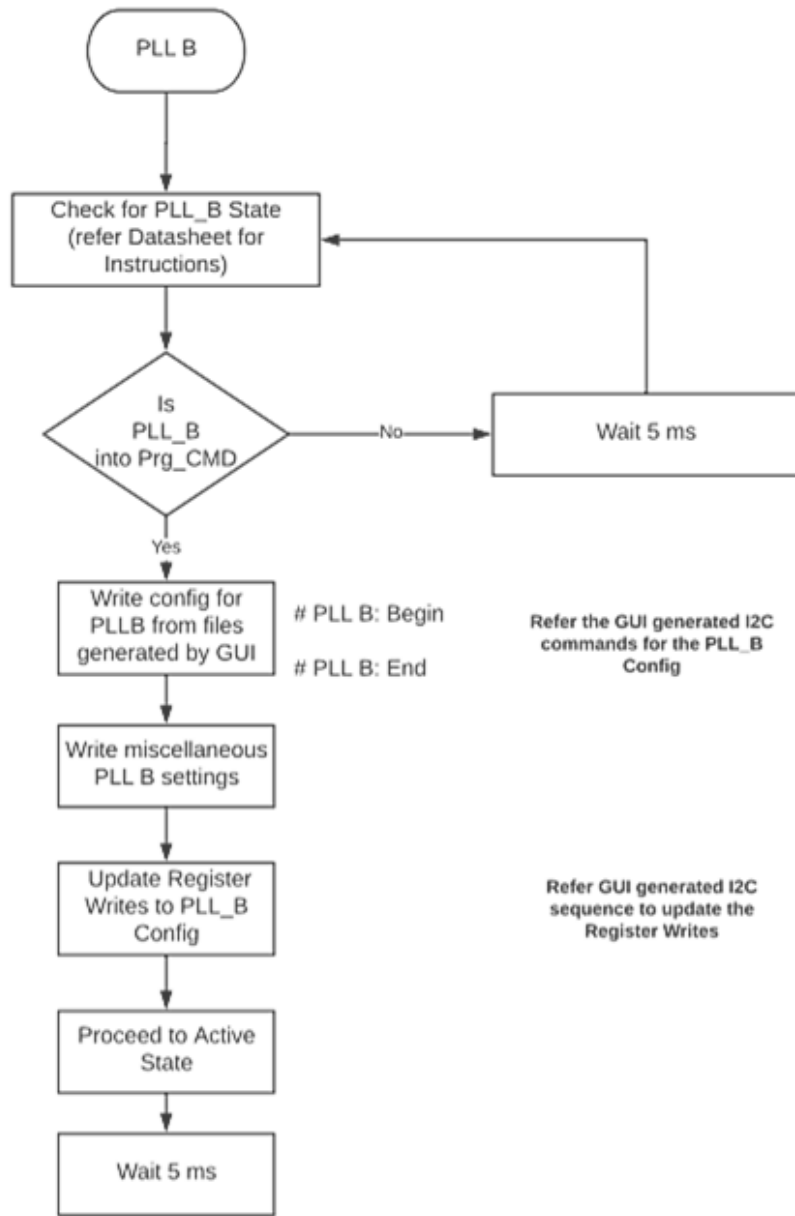 PLL B
Check for PLL_B State
(refer Datasheet for
Instructions)
Is
PLL_B
into Prg_CMD
No
Wait 5 ms
Yes
Write config for
PLLB from files
generated by GUI
# PLL B: Begin
# PLL B: End
Refer the GUI generated I2C
commands for the PLL_B
Config
Write miscellaneous
PLL B settings
Update Register
Writes to PLL_B
Config
Refer GUI generated I2C
sequence to update the
Register Writes
Proceed to Active
State
Wait 5 ms